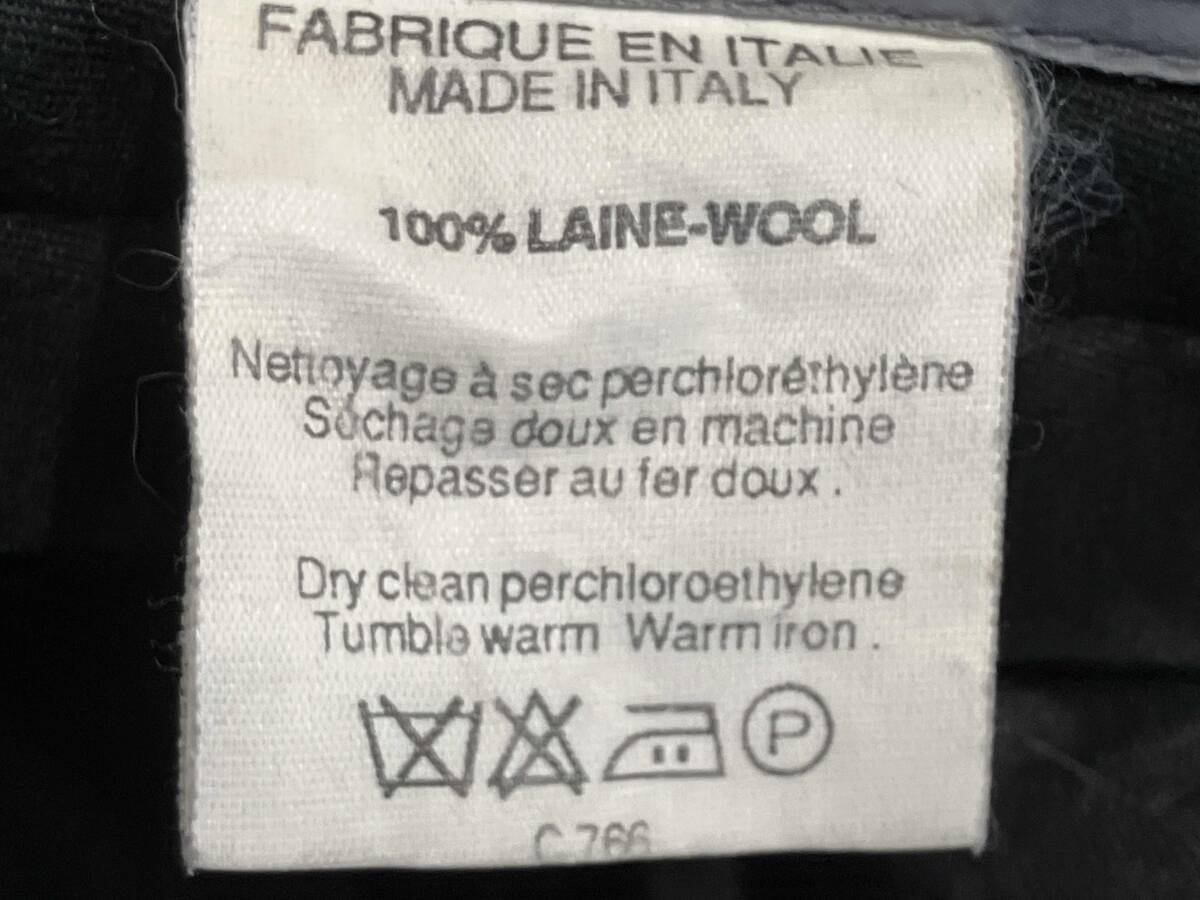 FABRIQUE EN ITALIE
MADE IN ITALY
100% LAINE-WOOL
Nettoyage à sec perchloréthylène
Séchage doux en machine
Repasser au fer doux.
Dry clean perchloroethylene
Tumble warm Warm iron.
P
C 766